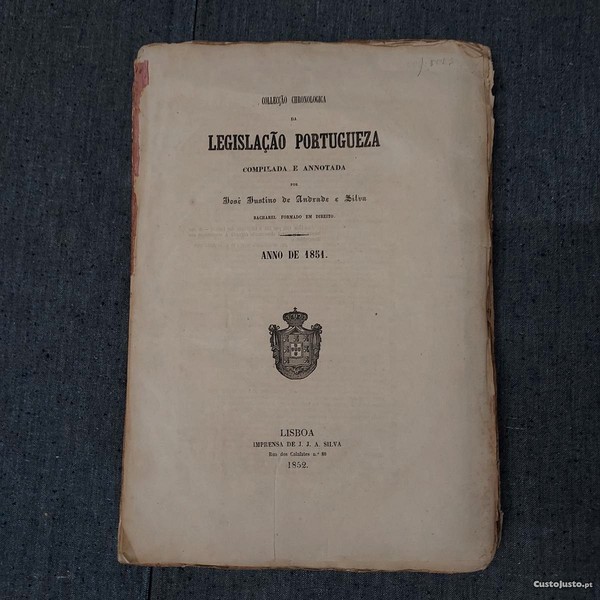 COLLECÇÃO CHRONOLOGICA
DA
LEGISLAÇÃO PORTUGUEZA
COMPILADA E ANNOTADA
POR
José Justino de Andrade e Silva
BACHAREL FORMADO EM DIREITO.
ANNO DE 1851.
LISBOA
IMPRENSA DE J. J. A. SILVA
Rua dos Calafates n.º 80
1852.
CustoJusto.pt